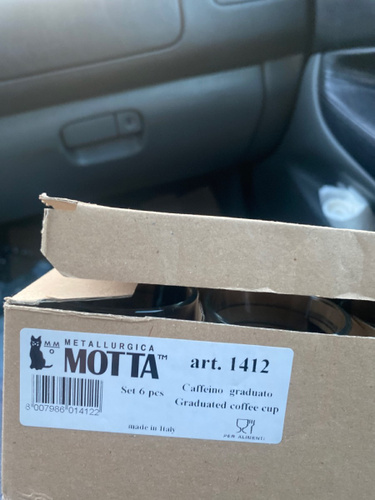 M M
METALLURGICA
MOTTA™
art. 1412
Set 6 pcs
Caffeino graduato
Graduated coffee cup
8 007986 014122
made in Italy
PER ALIMENTI